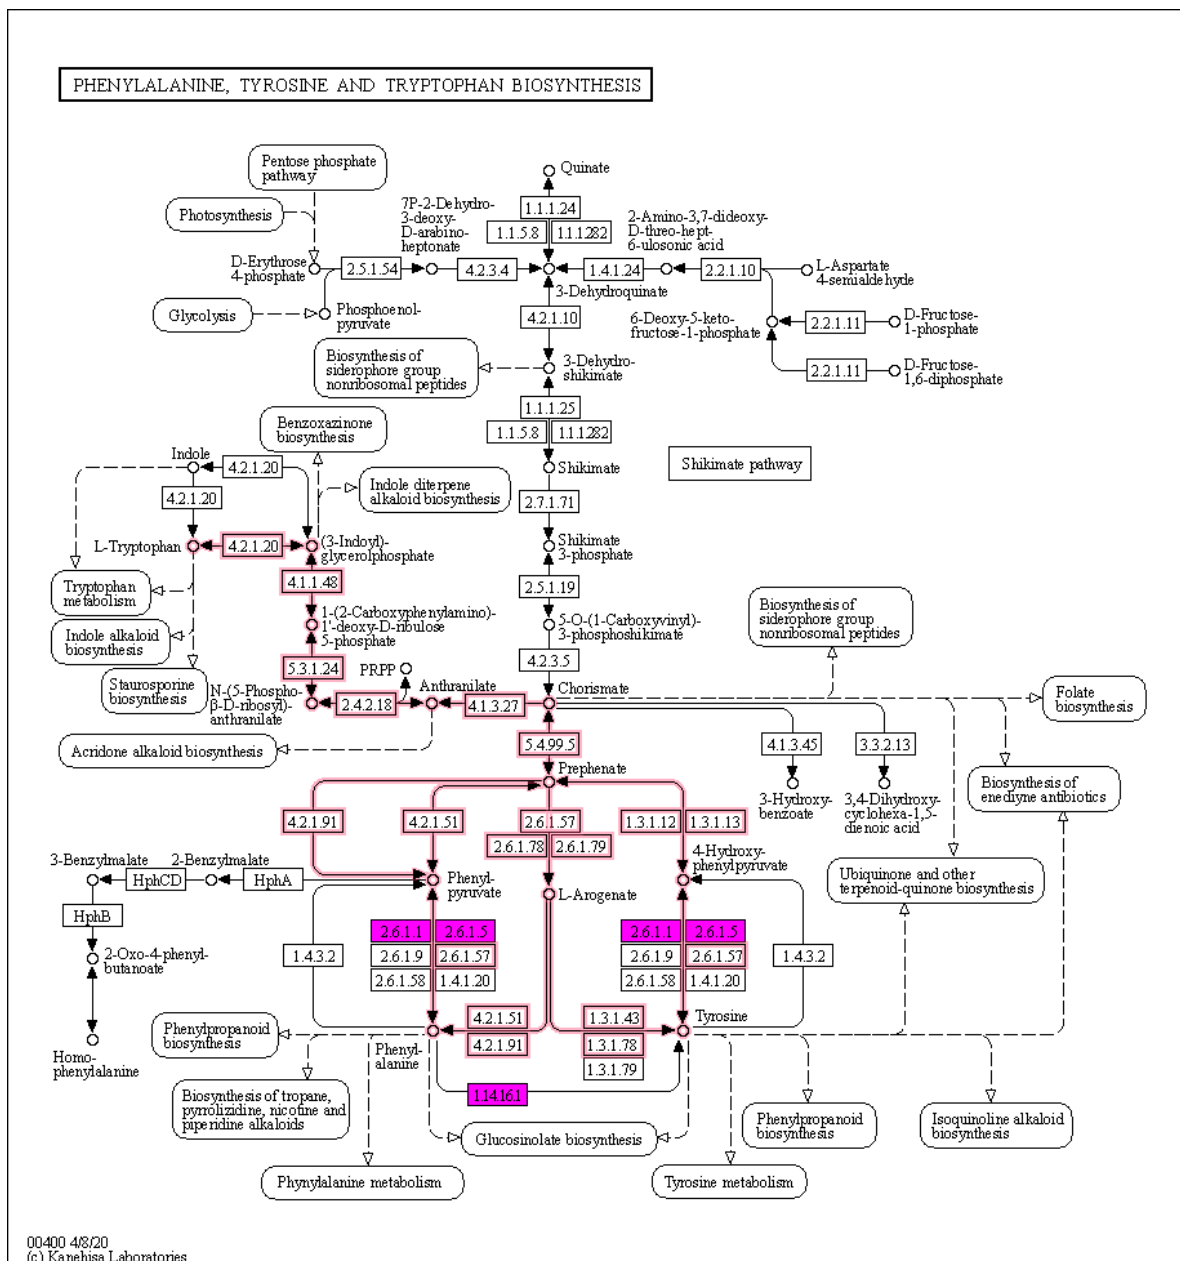 PHENYLALANINE, TYROSINE AND TRYPTOPHAN BIOSYNTHESIS
Pentose phosphate
pathway
Photosynthesis
Quinate
7P-2-Dehydro-
3-deoxy-
D-arabino-
heptonate
1.1.1.24
1.1.5.8
1.1.1.282
2-Amino-3,7-dideoxy-
D-threo-hept-
6-ulosonic acid
D-Erythrose
4-phosphate
2.5.1.54
4.2.3.4
1.4.1.24
2.2.1.10
L-Aspartate
4-semialdehyde
3-Dehydroquinate
Glycolysis
Phosphoenol-
pyruvate
4.2.1.10
6-Deoxy-5-keto-
fructose-1-phosphate
2.2.1.11
D-Fructose-
1-phosphate
Biosynthesis of
siderophore group
nonribosomal peptides
3-Dehydro-
shikimate
2.2.1.11
D-Fructose-
1,6-diphosphate
1.1.1.25
1.1.5.8
1.1.1.282
Benzoxazinone
biosynthesis
Indole
4.2.1.20
4.2.1.20
Indole diterpene
alkaloid biosynthesis
Shikimate
Shikimate pathway
2.7.1.71
L-Tryptophan
4.2.1.20
(3-Indoyl)-
glycerolphosphate
Shikimate
3-phosphate
4.1.1.48
2.5.1.19
Tryptophan
metabolism
1-(2-Carboxyphenylamino)-
1'-deoxy-D-ribulose
5-phosphate
5-O-(1-Carboxyvinyl)-
3-phosphoshikimate
Biosynthesis of
siderophore group
nonribosomal peptides
Indole alkaloid
biosynthesis
5.3.1.24
PRPP
4.2.3.5
Staurosporine
biosynthesis
N-(5-Phospho-
β-D-ribosyl)-
anthranilate
2.4.2.18
Anthranilate
4.1.3.27
Chorismate
Folate
biosynthesis
Acridone alkaloid biosynthesis
5.4.99.5
4.1.3.45
3.3.2.13
Prephenate
3-Hydroxy-
benzoate
3,4-Dihydroxy-
cyclohexa-1,5-
dienoic acid
Biosynthesis of
enediyne antibiotics
4.2.1.91
4.2.1.51
2.6.1.57
2.6.1.78
2.6.1.79
1.3.1.12
1.3.1.13
3-Benzylmalate
2-Benzylmalate
HphCD
HphA
Phenyl-
pyruvate
L-Arogenate
4-Hydroxy-
phenylpyruvate
Ubiquinone and other
terpenoid-quinone biosynthesis
HphB
2-Oxo-4-phenyl-
butanoate
1.4.3.2
2.6.1.1
2.6.1.5
2.6.1.9
2.6.1.57
2.6.1.58
1.4.1.20
2.6.1.1
2.6.1.5
2.6.1.9
2.6.1.57
2.6.1.58
1.4.1.20
1.4.3.2
Homo-
phenylalanine
Phenylpropanoid
biosynthesis
Phenyl-
alanine
4.2.1.51
4.2.1.91
1.3.1.43
1.3.1.78
1.3.1.79
Tyrosine
Biosynthesis of tropane,
pyrrolizidine, nicotine and
piperidine alkaloids
1.14.16.1
Glucosinolate biosynthesis
Phenylpropanoid
biosynthesis
Isoquinoline alkaloid
biosynthesis
Phynylalanine metabolism
Tyrosine metabolism
00400 4/8/20
(c) Kanehisa Laboratories